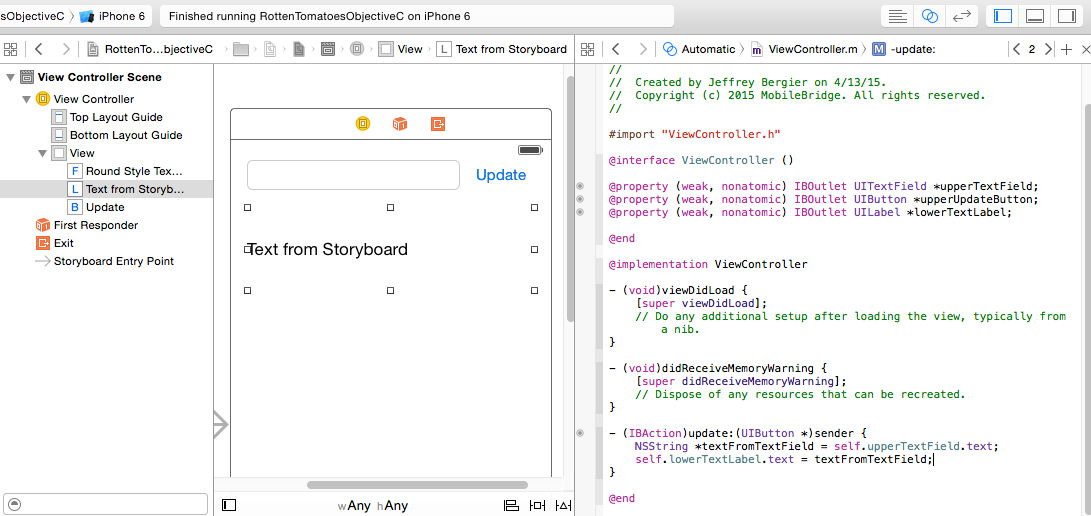 sObjectiveC
iPhone 6
Finished running RottenTomatoesObjectiveC on iPhone 6
RottenTo...bjectiveC
View
L Text from Storyboard
Automatic
m ViewController.m
M -update:
2
View Controller Scene
View Controller
Top Layout Guide
Bottom Layout Guide
View
F Round Style Tex...
L Text from Storyb...
B Update
First Responder
Exit
Storyboard Entry Point
Update
Text from Storyboard
wAny hAny
//
// Created by Jeffrey Bergier on 4/13/15.
// Copyright (c) 2015 MobileBridge. All rights reserved.
//
#import "ViewController.h"
@interface ViewController ()
@property (weak, nonatomic) IBOutlet UITextField *upperTextField;
@property (weak, nonatomic) IBOutlet UIButton *upperUpdateButton;
@property (weak, nonatomic) IBOutlet UILabel *lowerTextLabel;
@end
@implementation ViewController
- (void)viewDidLoad {
[super viewDidLoad];
// Do any additional setup after loading the view, typically from
a nib.
}
- (void)didReceiveMemoryWarning {
[super didReceiveMemoryWarning];
// Dispose of any resources that can be recreated.
}
- (IBAction)update:(UIButton *)sender {
NSString *textFromTextField = self.upperTextField.text;
self.lowerTextLabel.text = textFromTextField;
}
@end